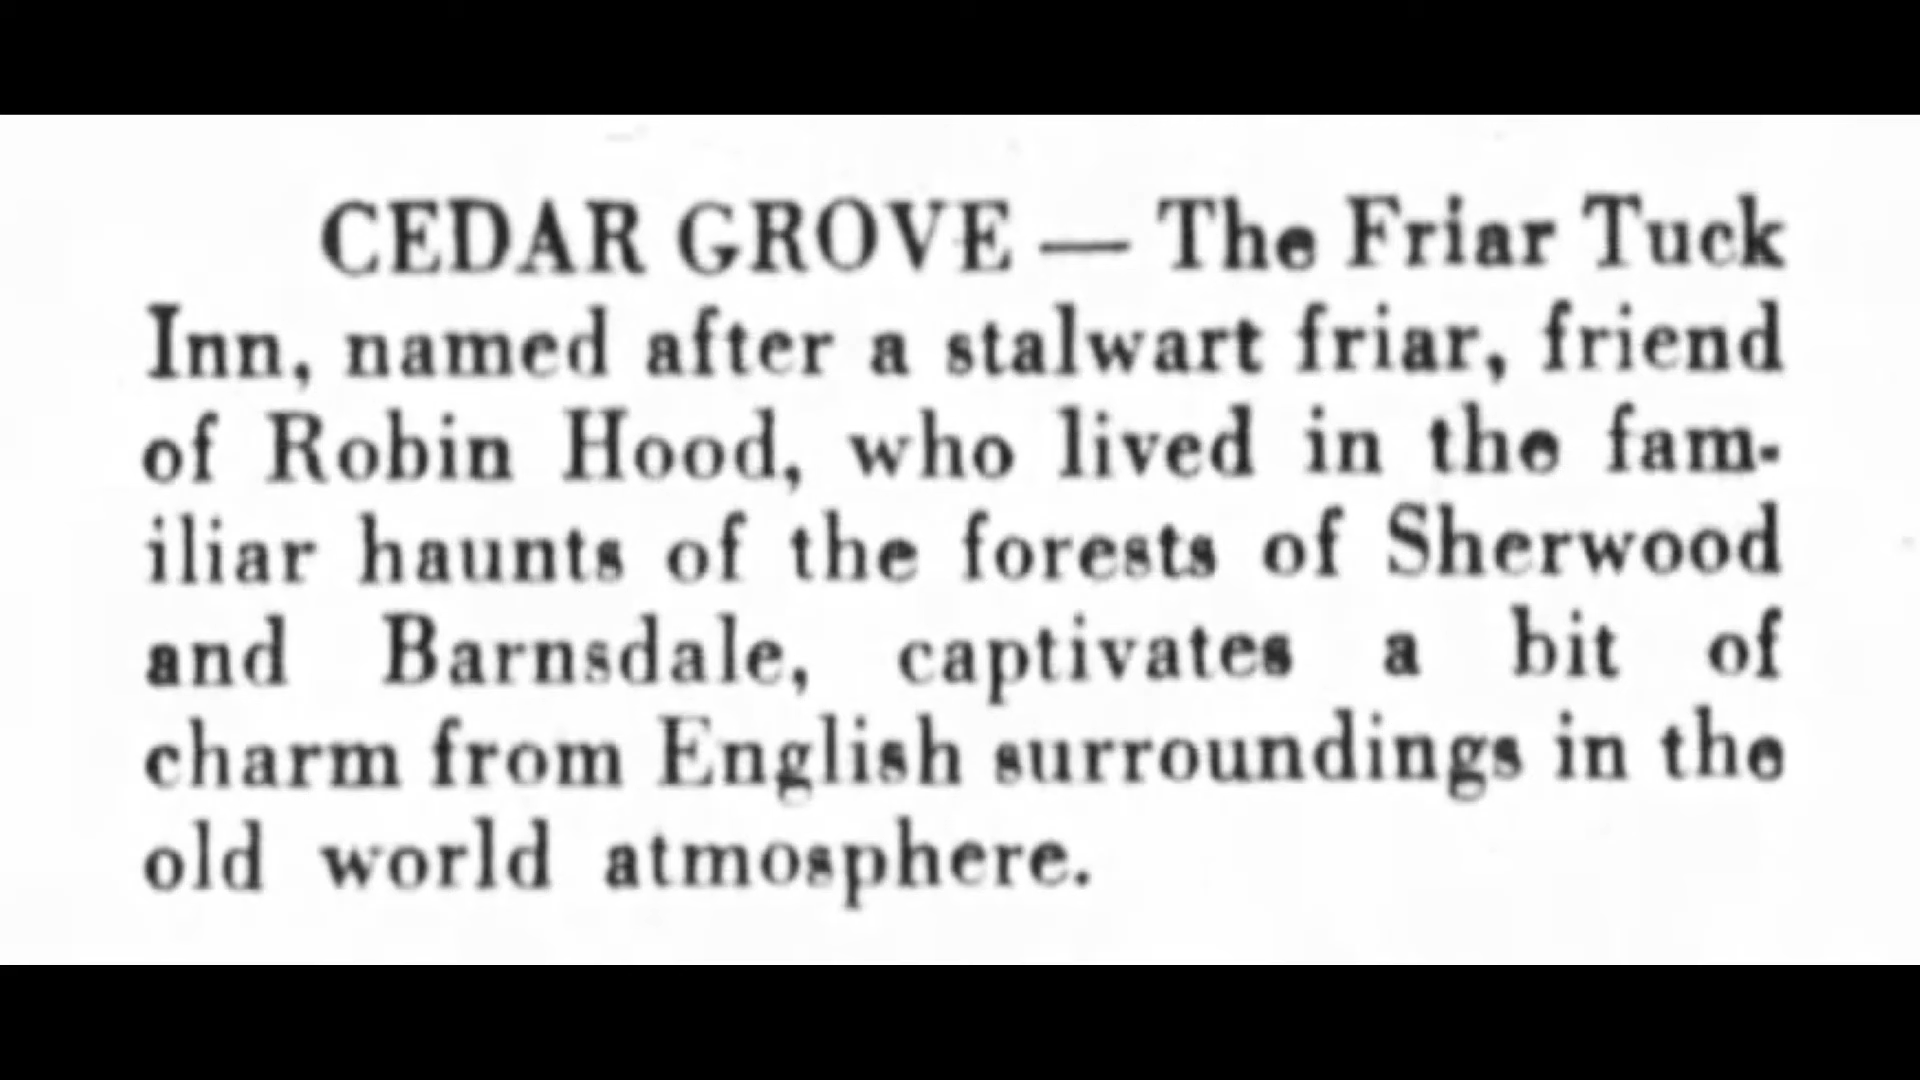 CEDAR GROVE — The Friar Tuck
Inn, named after a stalwart friar, friend
of Robin Hood, who lived in the fam-
iliar haunts of the forests of Sherwood
and Barnsdale, captivates a bit of
charm from English surroundings in the
old world atmosphere.